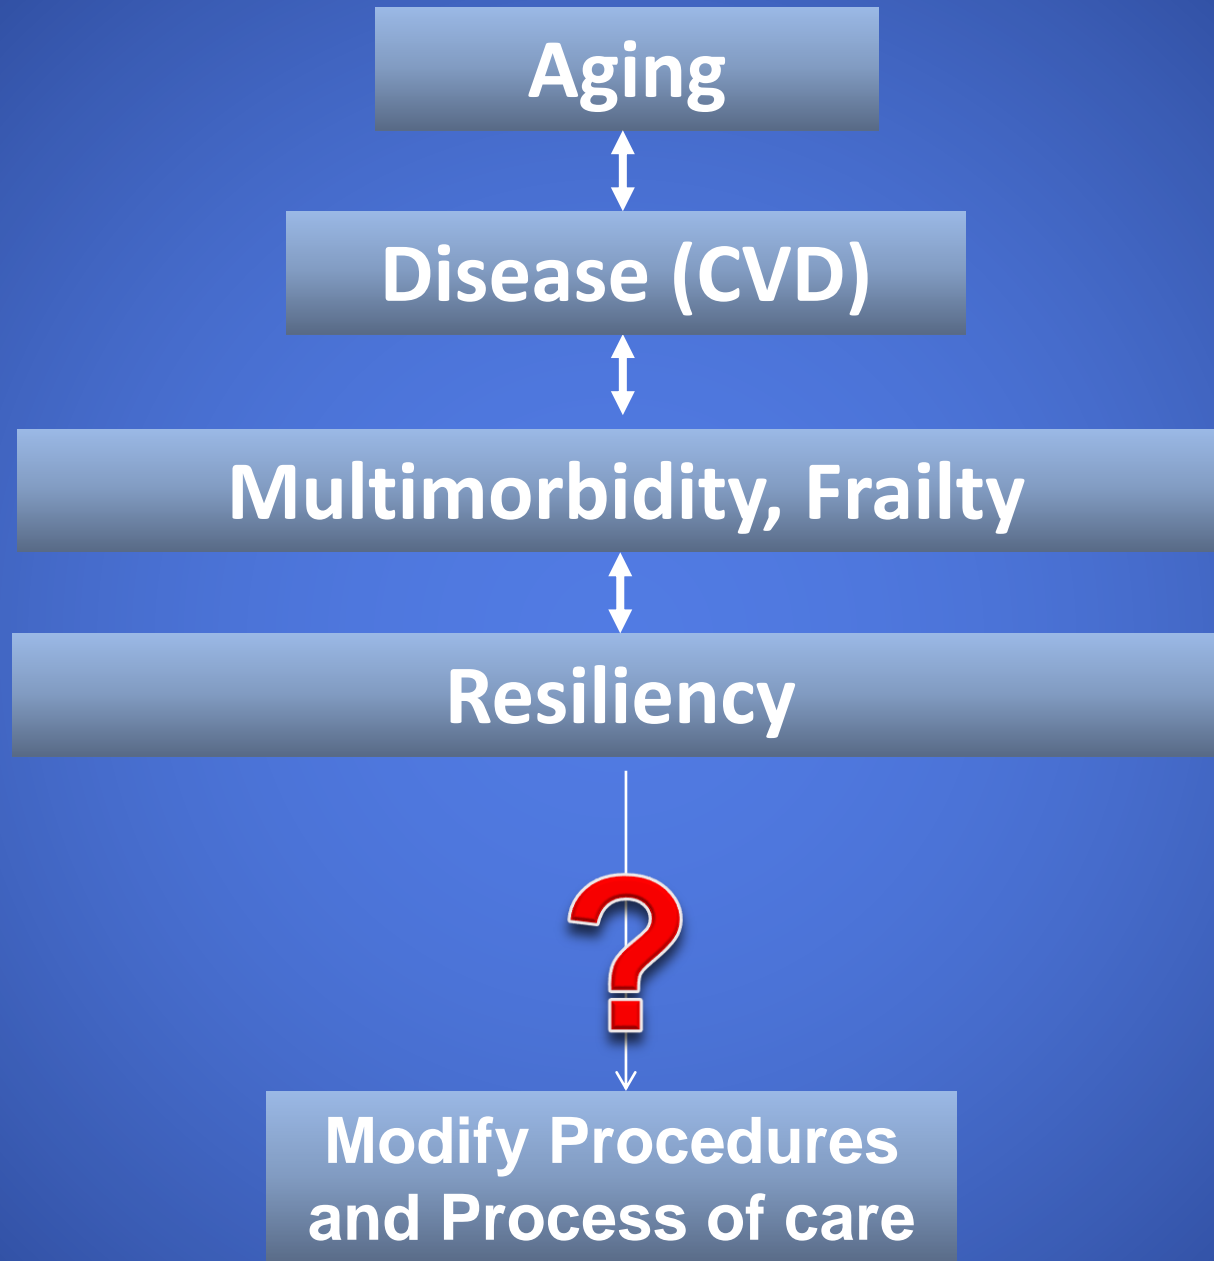 Aging
Disease (CVD)
Multimorbidity, Frailty
Resiliency
?
Modify Procedures
and Process of care